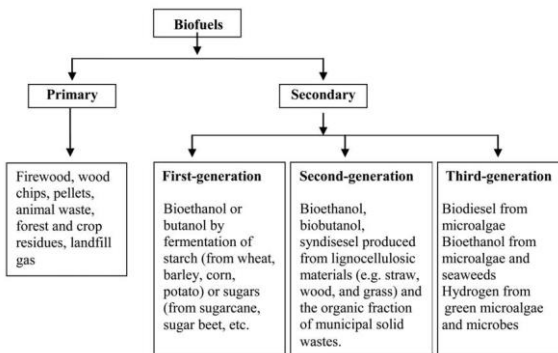 Biofuels
Primary
Secondary
Firewood, wood
chips, pellets,
animal waste,
forest and crop
residues, landfill
gas
First-generation
Bioethanol or
butanol by
fermentation of
starch (from wheat,
barley, corn,
potato) or sugars
(from sugarcane,
sugar beet, etc.
Second-generation
Bioethanol,
biobutanol,
syndisesel produced
from lignocellulosic
materials (e.g. straw,
wood, and grass) and
the organic fraction
of municipal solid
wastes.
Third-generation
Biodiesel from
microalgae
Bioethanol from
microalgae and
seaweeds
Hydrogen from
green microalgae
and microbes